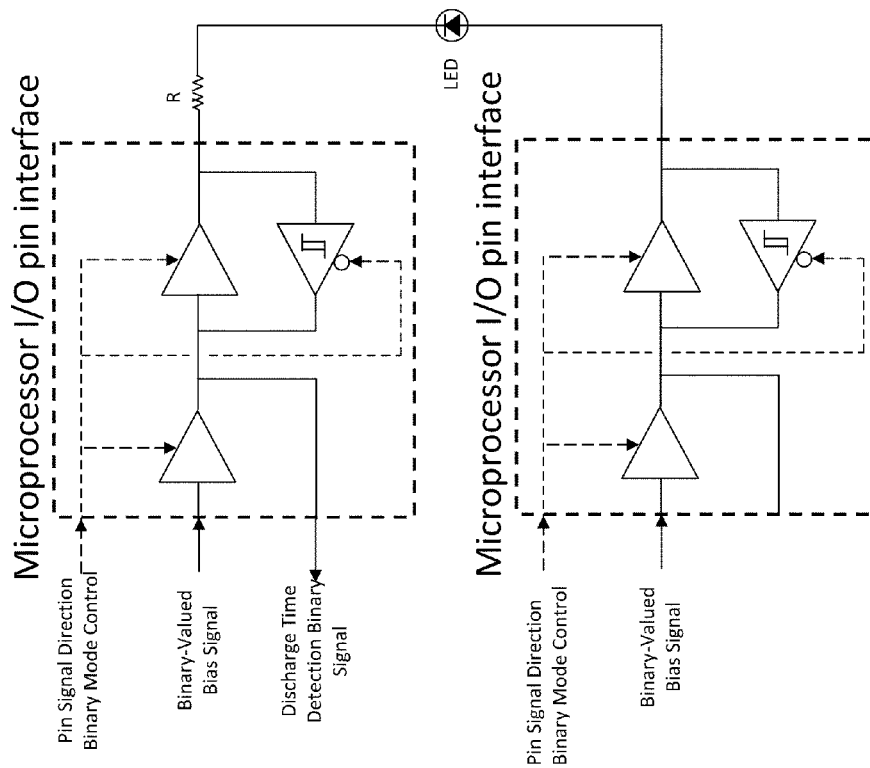 Microprocessor I/O pin interface
R
LED
Pin Signal Direction
Binary Mode Control
Binary-Valued
Bias Signal
Discharge Time
Detection Binary
Signal
Microprocessor I/O pin interface
Pin Signal Direction
Binary Mode Control
Binary-Valued
Bias Signal